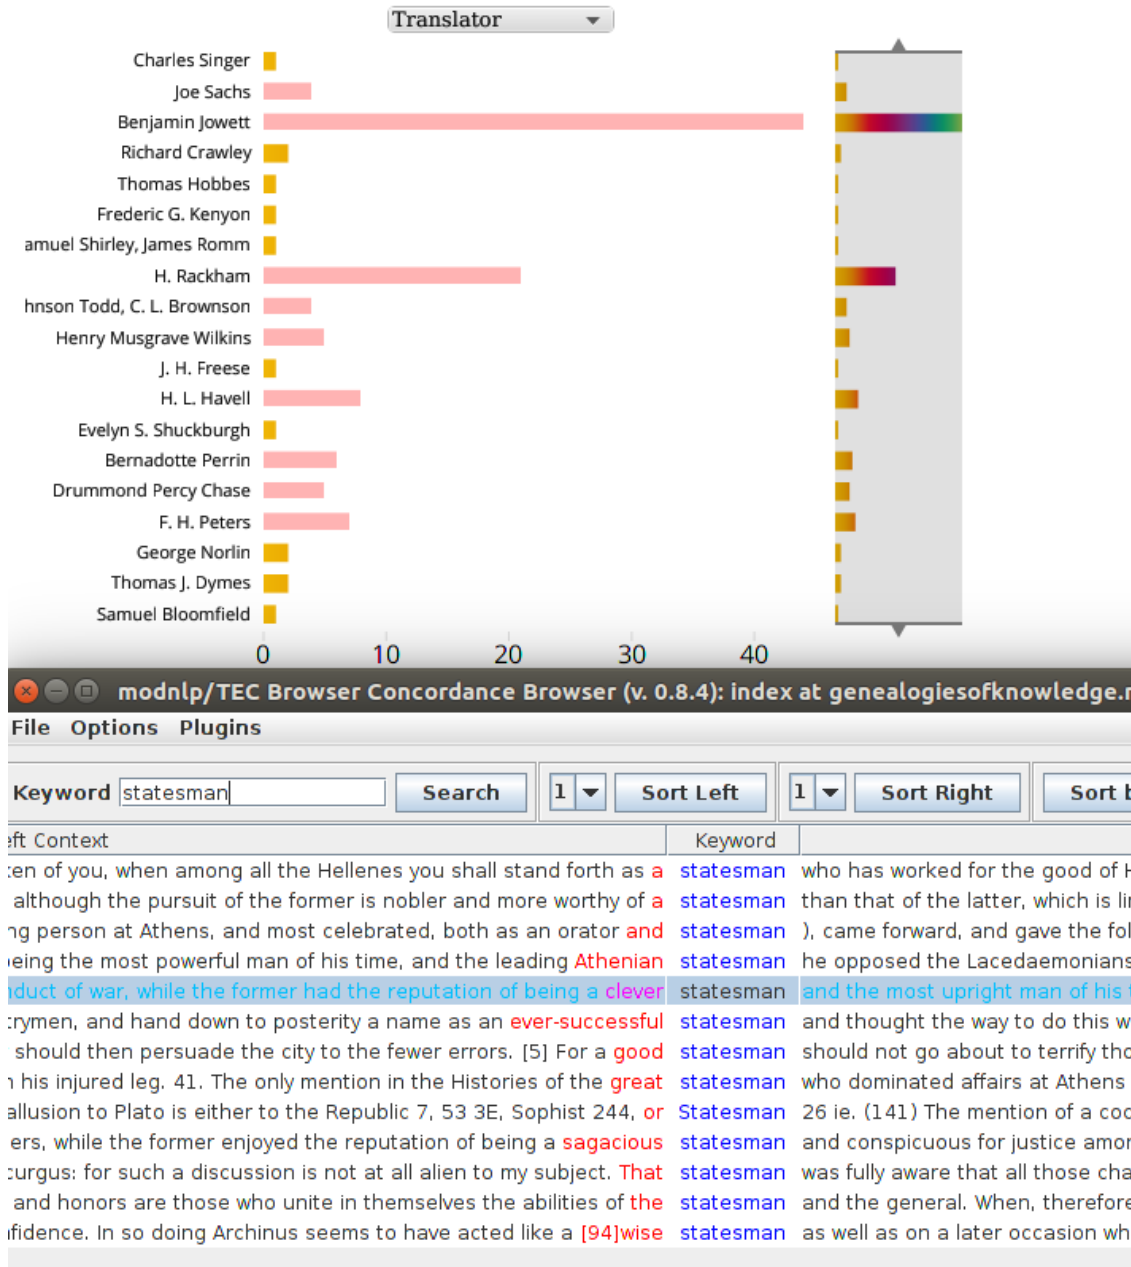 Translator
Charles Singer
Joe Sachs
Benjamin Jowett
Richard Crawley
Thomas Hobbes
Frederic G. Kenyon
amuel Shirley, James Romm
H. Rackham
hnson Todd, C. L. Brownson
Henry Musgrave Wilkins
J. H. Freese
H. L. Havell
Evelyn S. Shuckburgh
Bernadotte Perrin
Drummond Percy Chase
F. H. Peters
George Norlin
Thomas J. Dymes
Samuel Bloomfield
0 10 20 30 40
modnlp/TEC Browser Concordance Browser (v. 0.8.4): index at genealogiesofknowledge.n
File Options Plugins
Keyword statesman Search 1 Sort Left 1 Sort Right Sort b
eft Context Keyword
ten of you, when among all the Hellenes you shall stand forth as a statesman who has worked for the good of H
although the pursuit of the former is nobler and more worthy of a statesman than that of the latter, which is lin
ng person at Athens, and most celebrated, both as an orator and statesman ), came forward, and gave the fol
being the most powerful man of his time, and the leading Athenian statesman he opposed the Lacedaemonians
nduct of war, while the former had the reputation of being a clever statesman and the most upright man of his t
trymen, and hand down to posterity a name as an ever-successful statesman and thought the way to do this w
should then persuade the city to the fewer errors. [5] For a good statesman should not go about to terrify tho
n his injured leg. 41. The only mention in the Histories of the great statesman who dominated affairs at Athens
allusion to Plato is either to the Republic 7, 53 3E, Sophist 244, or Statesman 26 ie. (141) The mention of a coc
ers, while the former enjoyed the reputation of being a sagacious statesman and conspicuous for justice amon
curgus: for such a discussion is not at all alien to my subject. That statesman was fully aware that all those cha
and honors are those who unite in themselves the abilities of the statesman and the general. When, therefore
nfidence. In so doing Archinus seems to have acted like a [94]wise statesman as well as on a later occasion wh